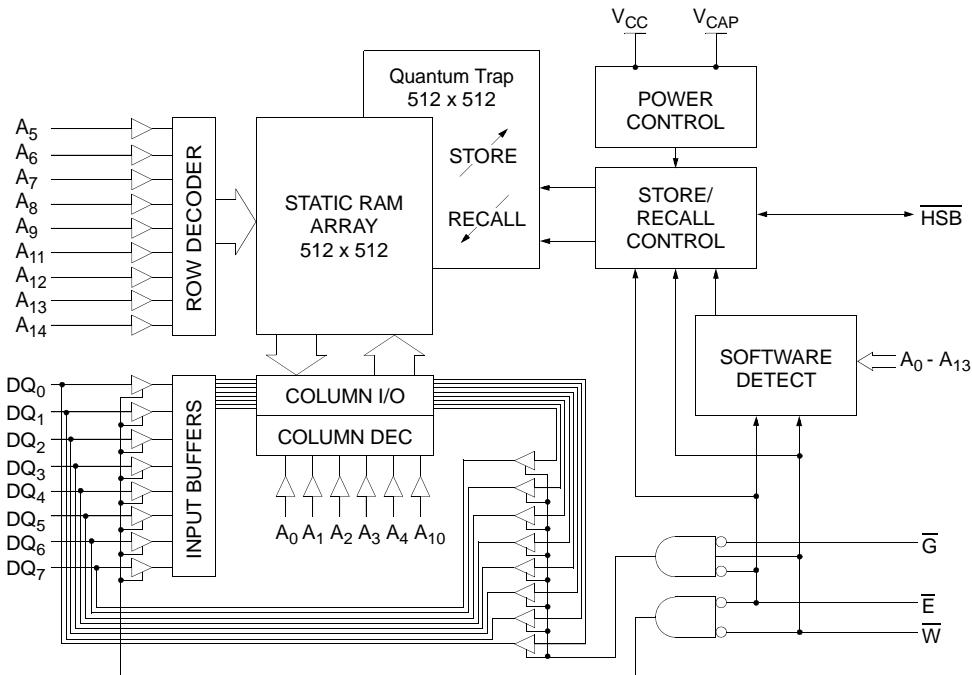 V_CC
V_CAP
Quantum Trap
512 x 512
POWER
CONTROL
A_5
A_6
A_7
A_8
A_9
A_11
A_12
A_13
A_14
ROW DECODER
STATIC RAM
ARRAY
512 x 512
STORE
RECALL
STORE/
RECALL
CONTROL
HSB
SOFTWARE
DETECT
A_0 - A_13
DQ_0
DQ_1
DQ_2
DQ_3
DQ_4
DQ_5
DQ_6
DQ_7
INPUT BUFFERS
COLUMN I/O
COLUMN DEC
A_0 A_1 A_2 A_3 A_4 A_10
G
E
W